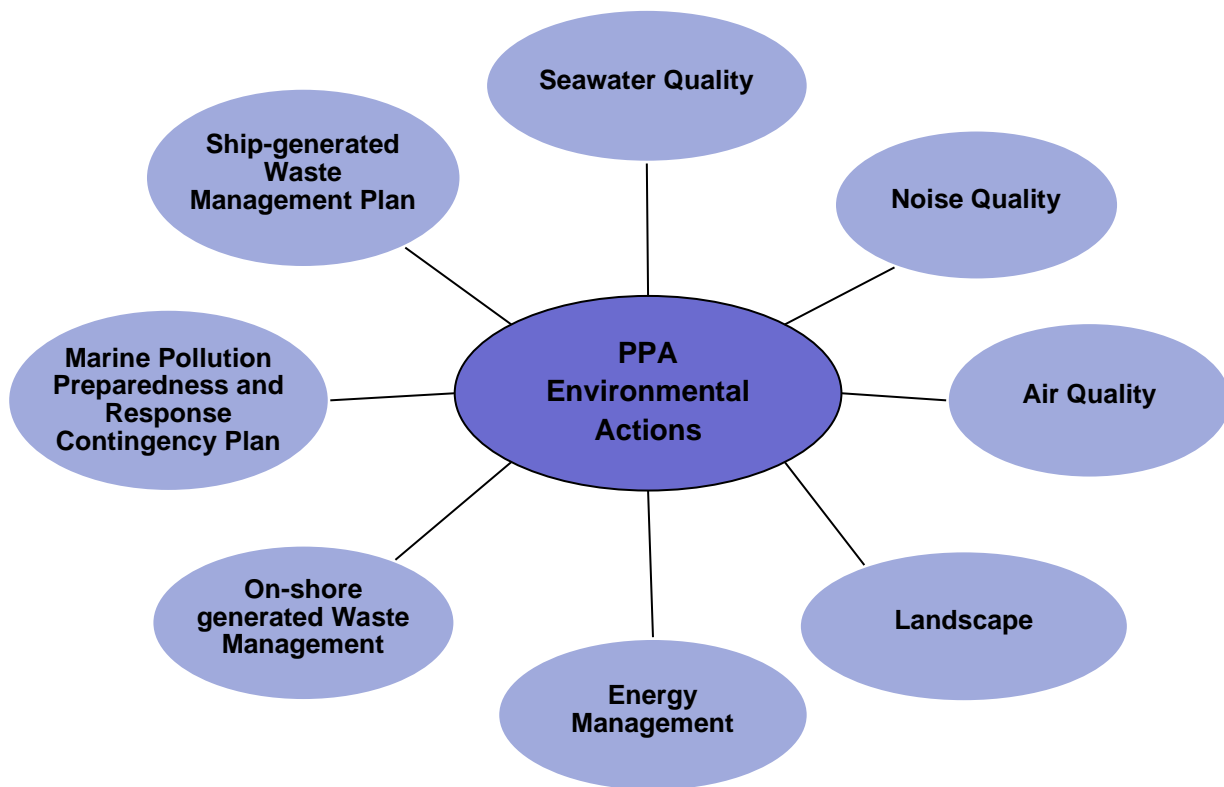 Seawater Quality
Ship-generated
Waste
Management Plan
Noise Quality
PPA
Environmental
Actions
Marine Pollution
Preparedness and
Response
Contingency Plan
Air Quality
On-shore
generated Waste
Management
Landscape
Energy
Management